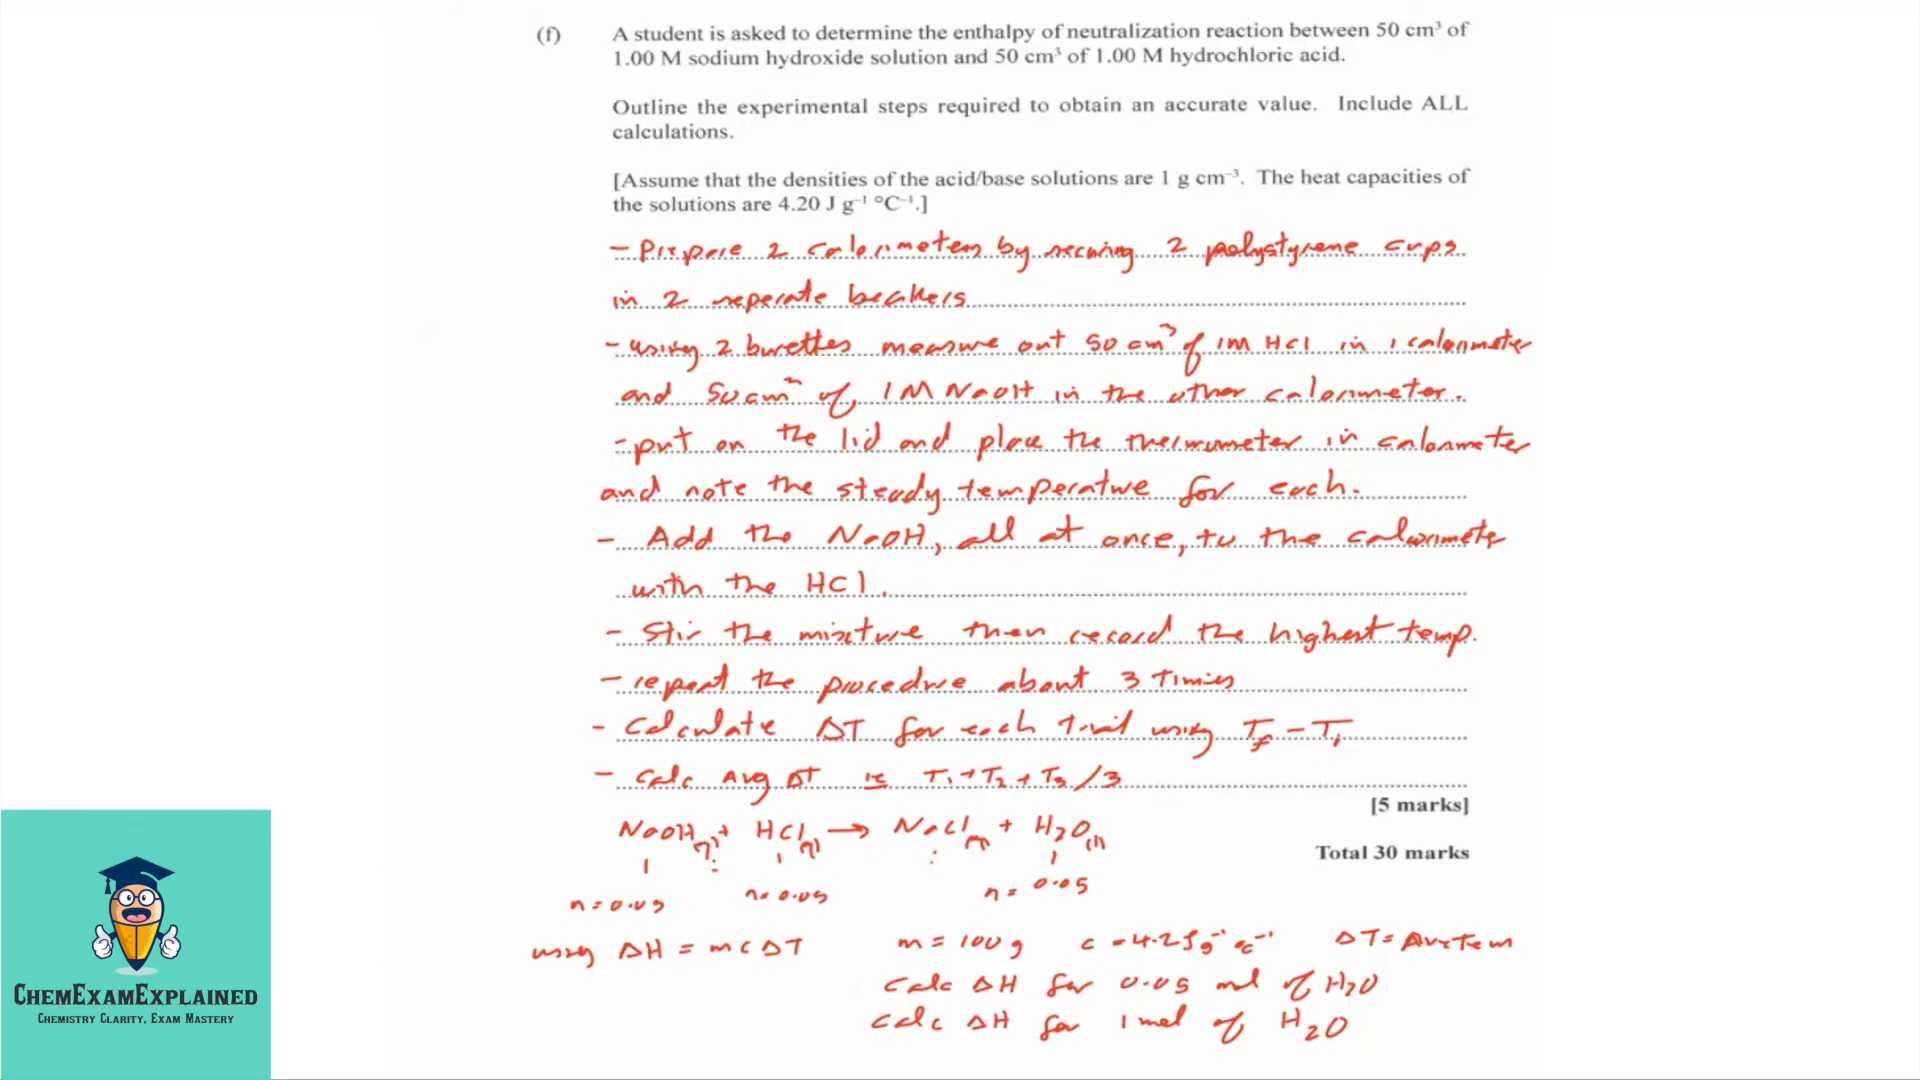 (f) A student is asked to determine the enthalpy of neutralization reaction between 50 cm³ of
1.00 M sodium hydroxide solution and 50 cm³ of 1.00 M hydrochloric acid.
Outline the experimental steps required to obtain an accurate value. Include ALL
calculations.
[Assume that the densities of the acid/base solutions are 1 g cm⁻³. The heat capacities of
the solutions are 4.20 J g⁻¹ °C⁻¹.]
- Prepare 2 calorimeters by securing 2 polystyrene cups
in 2 seperate beakers
- using 2 burettes measure out 50 cm³ of 1M HCl in 1 calorimeter
and 50 cm³ of 1M NaOH in the other calorimeter.
- put on the lid and place the thermometer in calorimeter
and note the steady temperature for each.
- Add the NaOH, all at once, to the calorimeter
with the HCl.
- Stir the mixture then record the highest temp.
- repeat the procedure about 3 times
- Calculate ΔT for each trial using T_f - T_i
- Calc Avg ΔT ie T₁ + T₂ + T₃ / 3
[5 marks]
NaOH + HCl → NaCl + H₂O(l)
Total 30 marks
1 : 1 : 1
n = 0.05 n = 0.05 n = 0.05
using ΔH = mcΔT m = 100 g c = 4.2 J g⁻¹ °C⁻¹ ΔT =
calc ΔH for 0.05 mol of H₂O
calc ΔH for 1 mol of H₂O
CHEMEXAMEXPLAINED
CHEMISTRY CLARITY, EXAM MASTERY